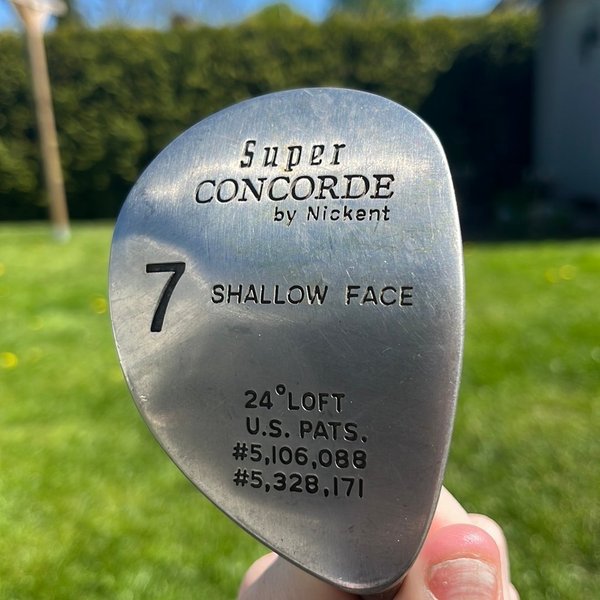 Super
CONCORDE
by Nickent
7 SHALLOW FACE
24° LOFT
U.S. PATS.
#5,106,088
#5,328,171